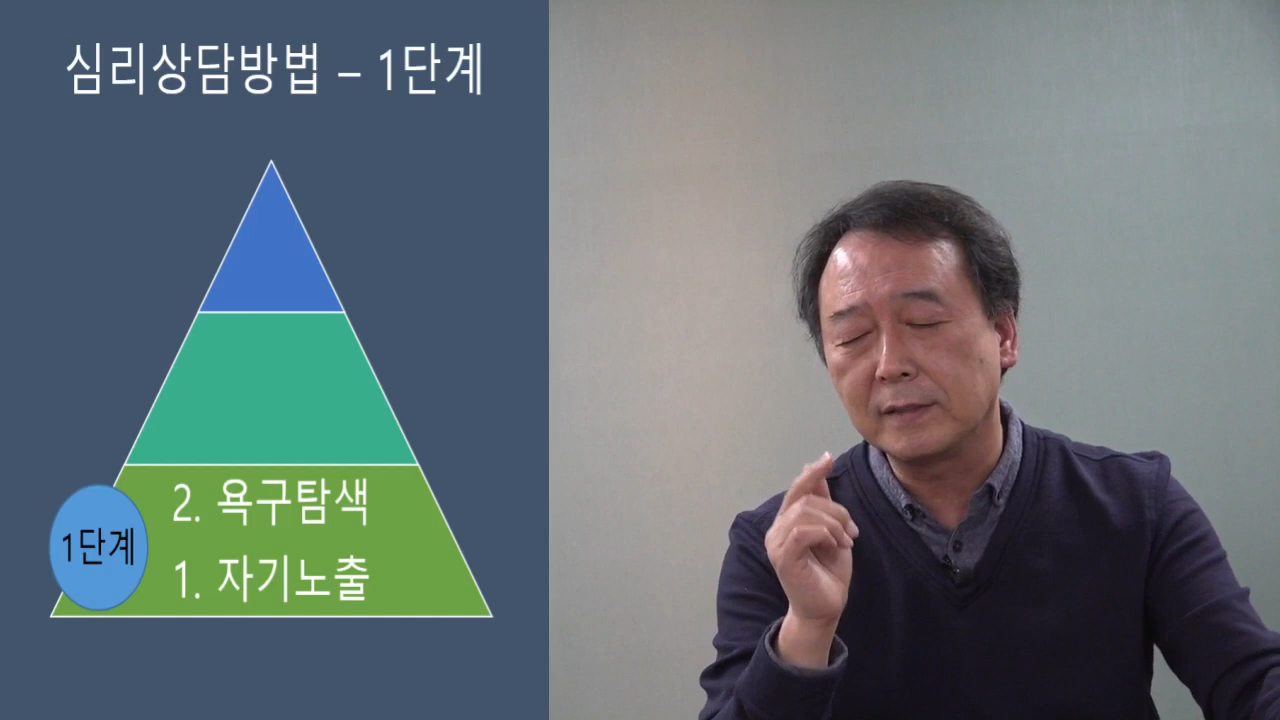 심리상담방법 – 1단계
2. 욕구탐색
1단계
1. 자기노출